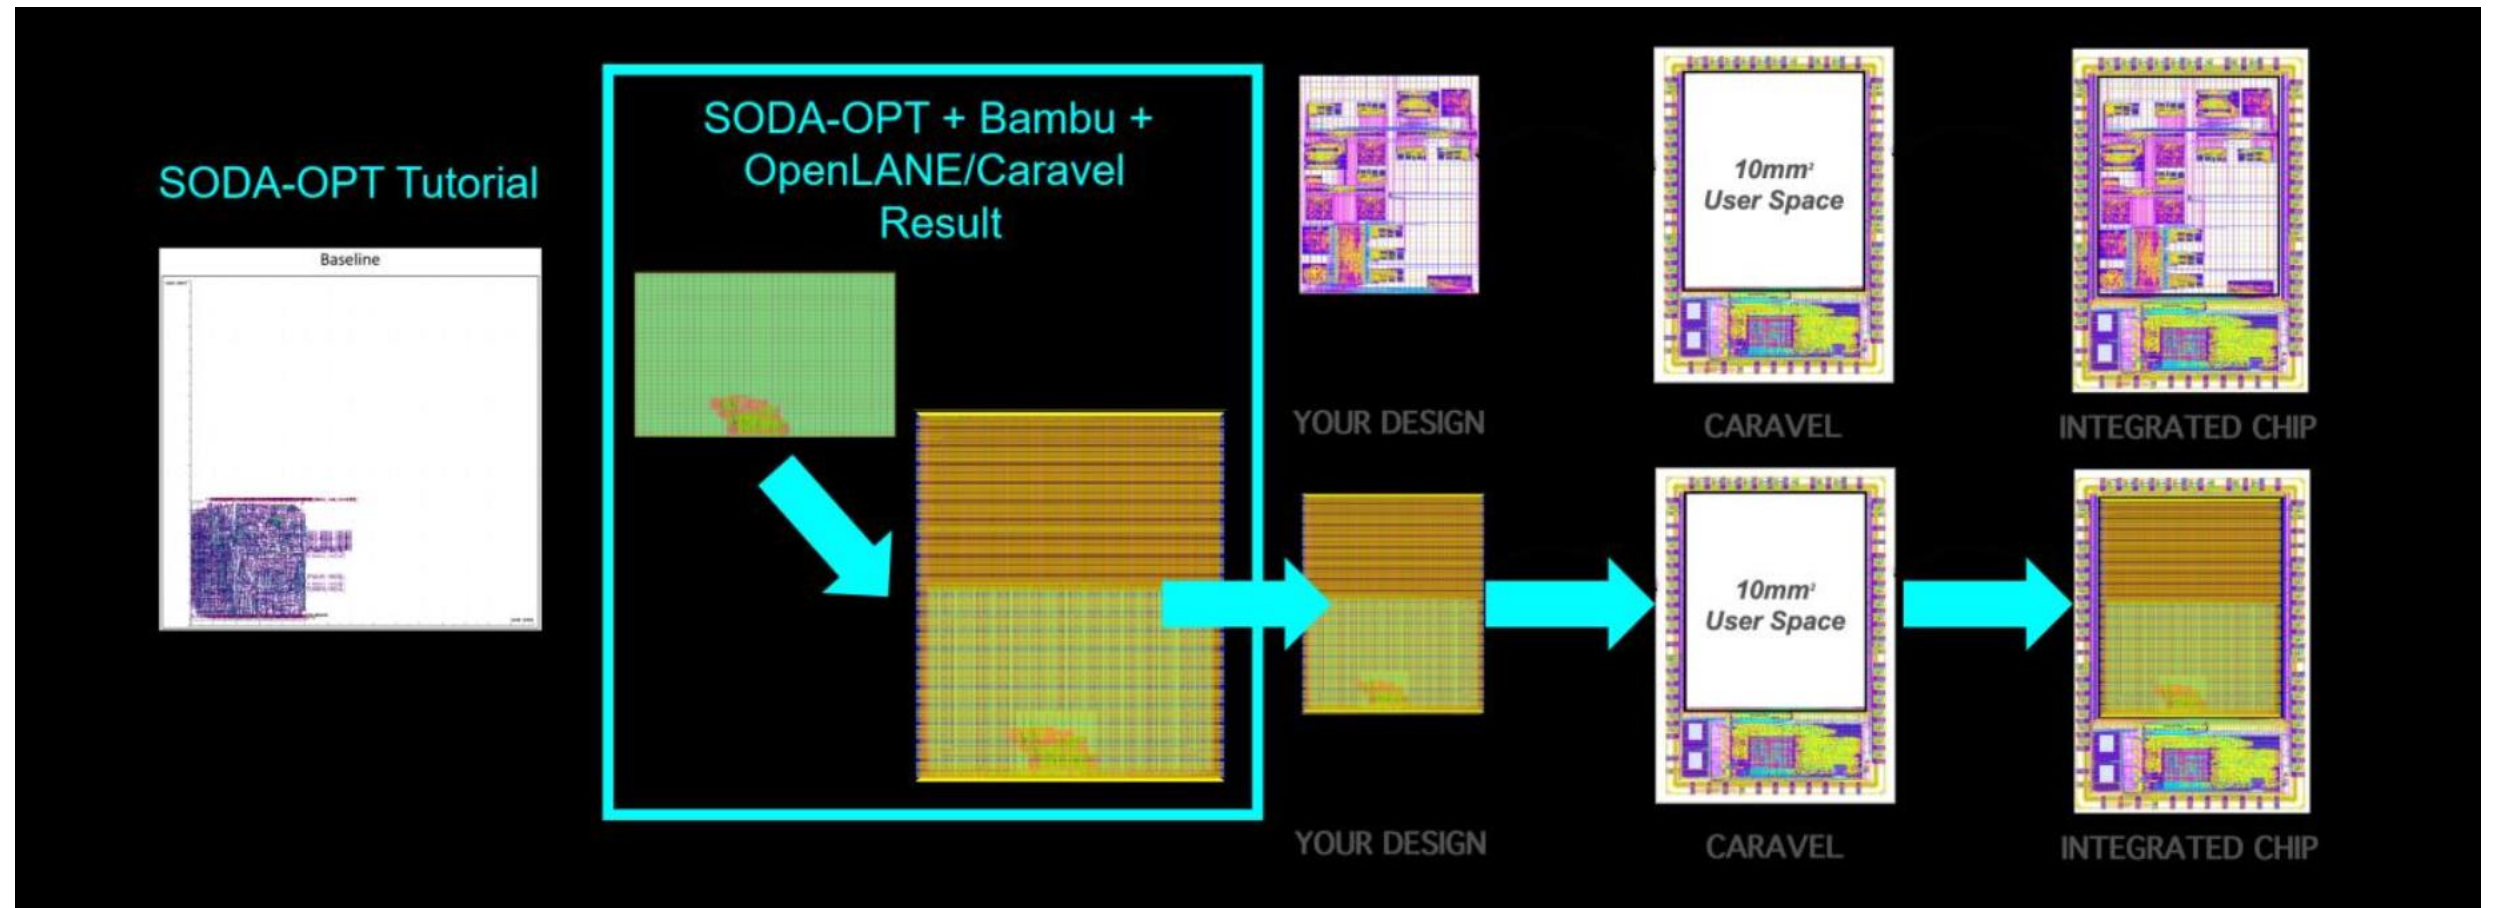 SODA-OPT Tutorial
Baseline
SODA-OPT + Bambu +
OpenLANE/Caravel
Result
10mm²
User Space
YOUR DESIGN
CARAVEL
INTEGRATED CHIP
10mm²
User Space
YOUR DESIGN
CARAVEL
INTEGRATED CHIP